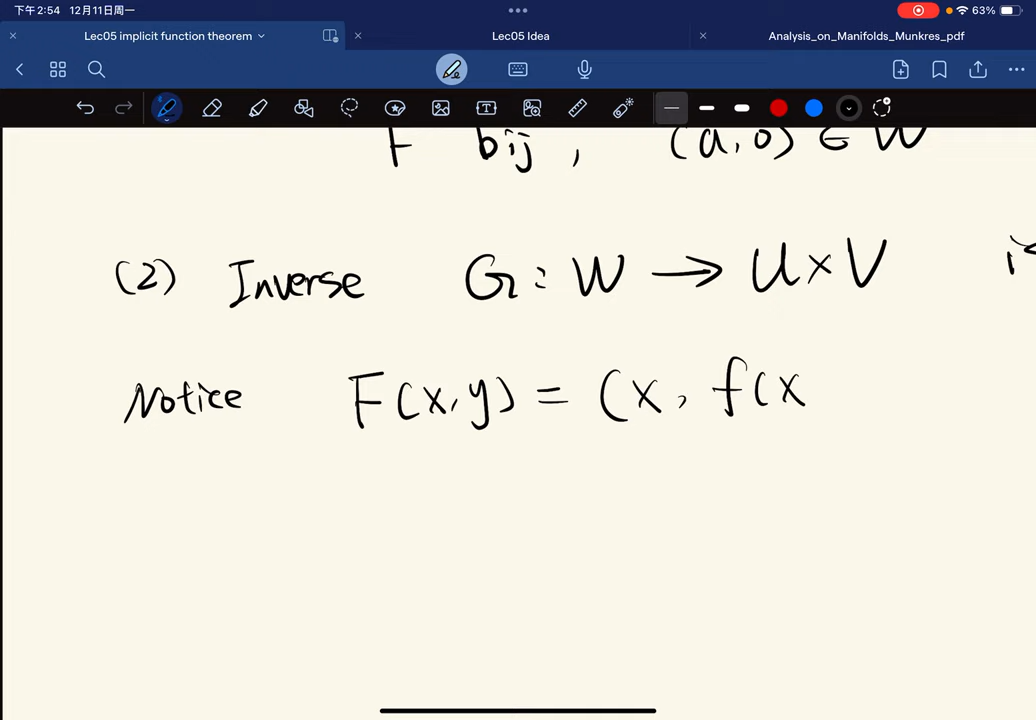 下午2:54 12月11日周一
63%
Lec05 implicit function theorem
Lec05 Idea
Analysis_on_Manifolds_Munkres_pdf
F bij, (a,0) ∈ W
(2) Inverse G: W → U×V
Notice F(x,y) = (x, f(x